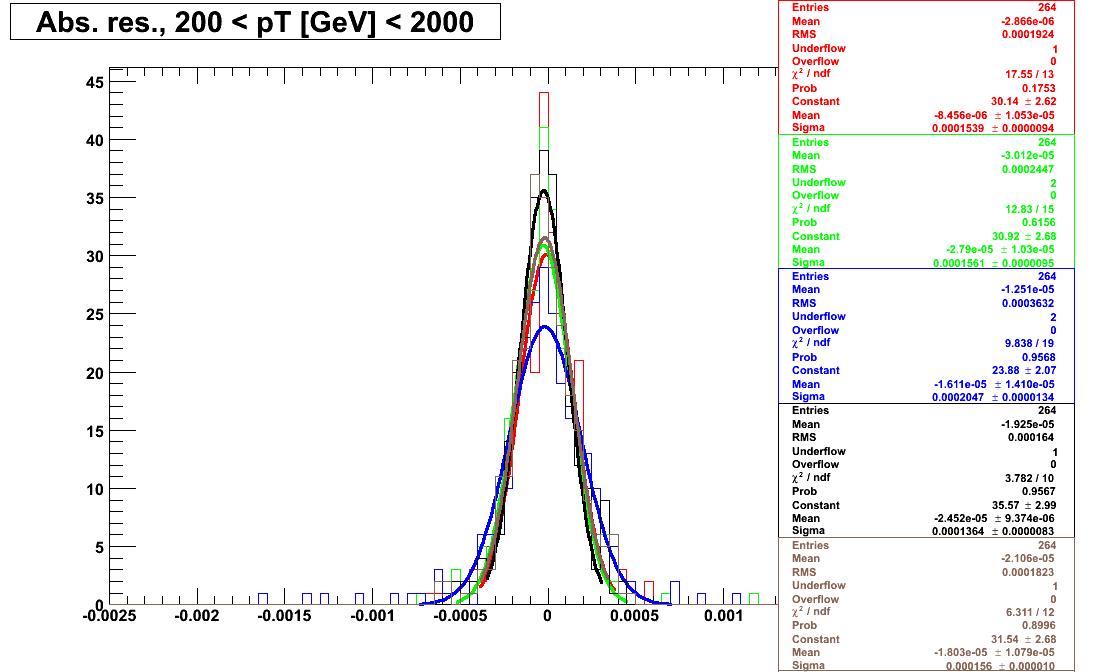 Abs. res., 200 < pT [GeV] < 2000
45
40
35
30
25
20
15
10
5
0
-0.0025 -0.002 -0.0015 -0.001 -0.0005 0 0.0005 0.001
Entries 264
Mean -2.866e-06
RMS 0.0001924
Underflow 1
Overflow 0
χ² / ndf 17.55 / 13
Prob 0.1753
Constant 30.14 ± 2.62
Mean -8.456e-06 ± 1.053e-05
Sigma 0.0001539 ± 0.0000094
Entries 264
Mean -3.012e-05
RMS 0.0002447
Underflow 2
Overflow 0
χ² / ndf 12.83 / 15
Prob 0.6156
Constant 30.92 ± 2.68
Mean -2.79e-05 ± 1.03e-05
Sigma 0.0001561 ± 0.0000095
Entries 264
Mean -1.251e-05
RMS 0.0003632
Underflow 2
Overflow 0
χ² / ndf 9.838 / 19
Prob 0.9568
Constant 23.88 ± 2.07
Mean -1.611e-05 ± 1.410e-05
Sigma 0.0002047 ± 0.0000134
Entries 264
Mean -1.925e-05
RMS 0.000164
Underflow 1
Overflow 0
χ² / ndf 3.782 / 10
Prob 0.9567
Constant 35.57 ± 2.99
Mean -2.452e-05 ± 9.374e-06
Sigma 0.0001364 ± 0.0000083
Entries 264
Mean -2.106e-05
RMS 0.0001823
Underflow 1
Overflow 0
χ² / ndf 6.311 / 12
Prob 0.8996
Constant 31.54 ± 2.68
Mean -1.803e-05 ± 1.079e-05
Sigma 0.000156 ± 0.000010